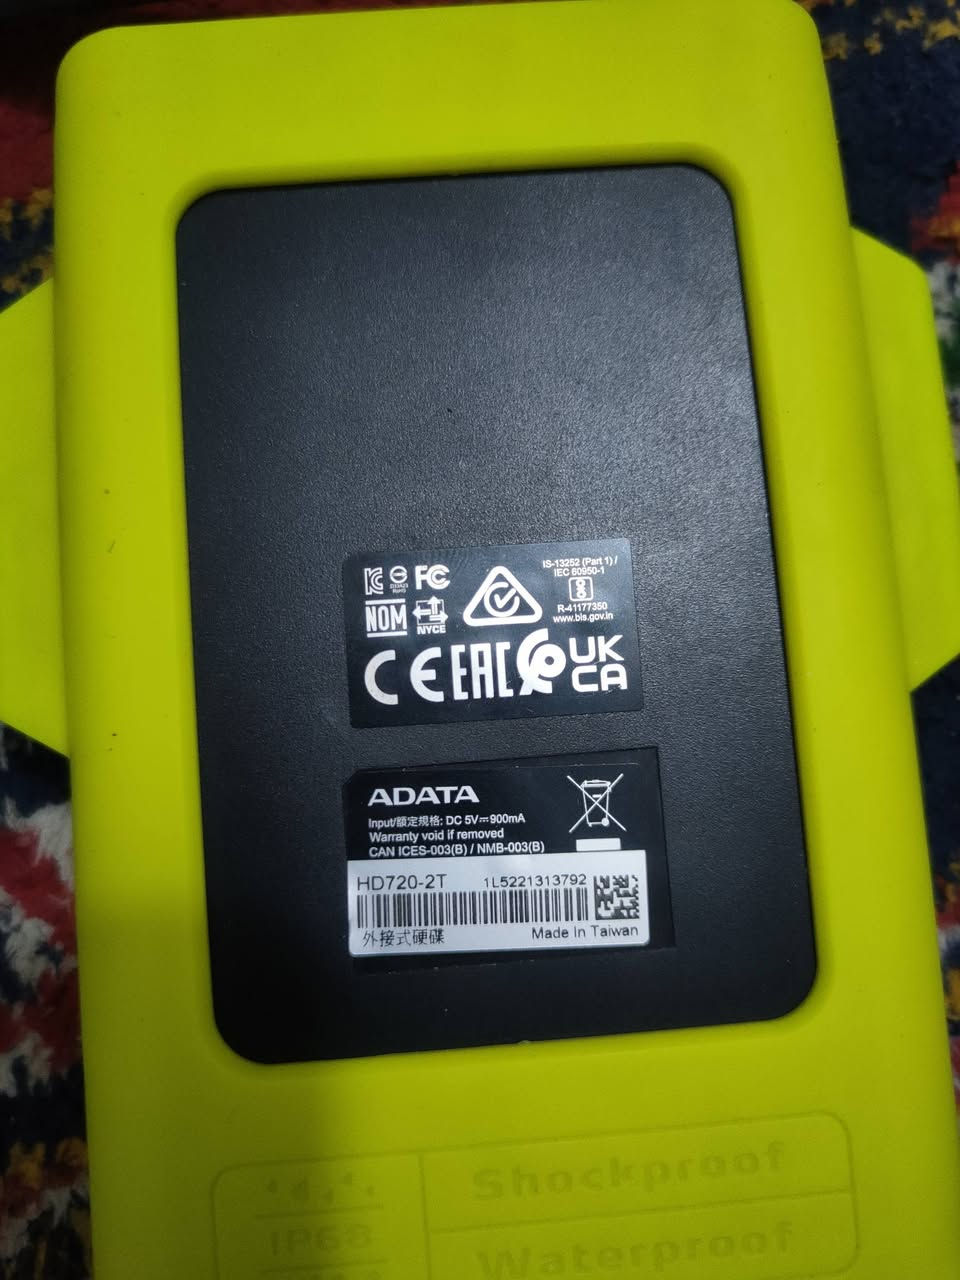 IS-13252 (Part 1) /
IEC 60950-1
FC
R-41177350
www.bis.gov.in
NOM
NYCE
CE EAC UK
CA
ADATA
Input/額定規格: DC 5V⎓900mA
Warranty void if removed
CAN ICES-003(B) / NMB-003(B)
HD720-2T 1L5221313792
外接式硬碟 Made In Taiwan
Shockproof
IP68
Waterproof